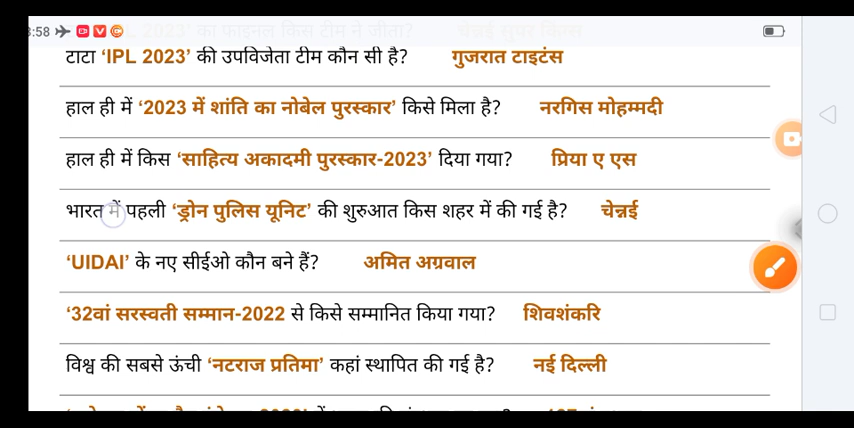 3:58
टाटा ‘IPL 2023’ की उपविजेता टीम कौन सी है? गुजरात टाइटंस
हाल ही में ‘2023 में शांति का नोबेल पुरस्कार’ किसे मिला है? नरगिस मोहम्मदी
हाल ही में किस ‘साहित्य अकादमी पुरस्कार-2023’ दिया गया? प्रिया ए एस
भारत में पहली ‘ड्रोन पुलिस यूनिट’ की शुरुआत किस शहर में की गई है? चेन्नई
‘UIDAI’ के नए सीईओ कौन बने हैं? अमित अग्रवाल
‘32वां सरस्वती सम्मान-2022 से किसे सम्मानित किया गया? शिवशंकरि
विश्व की सबसे ऊंची ‘नटराज प्रतिमा’ कहां स्थापित की गई है? नई दिल्ली